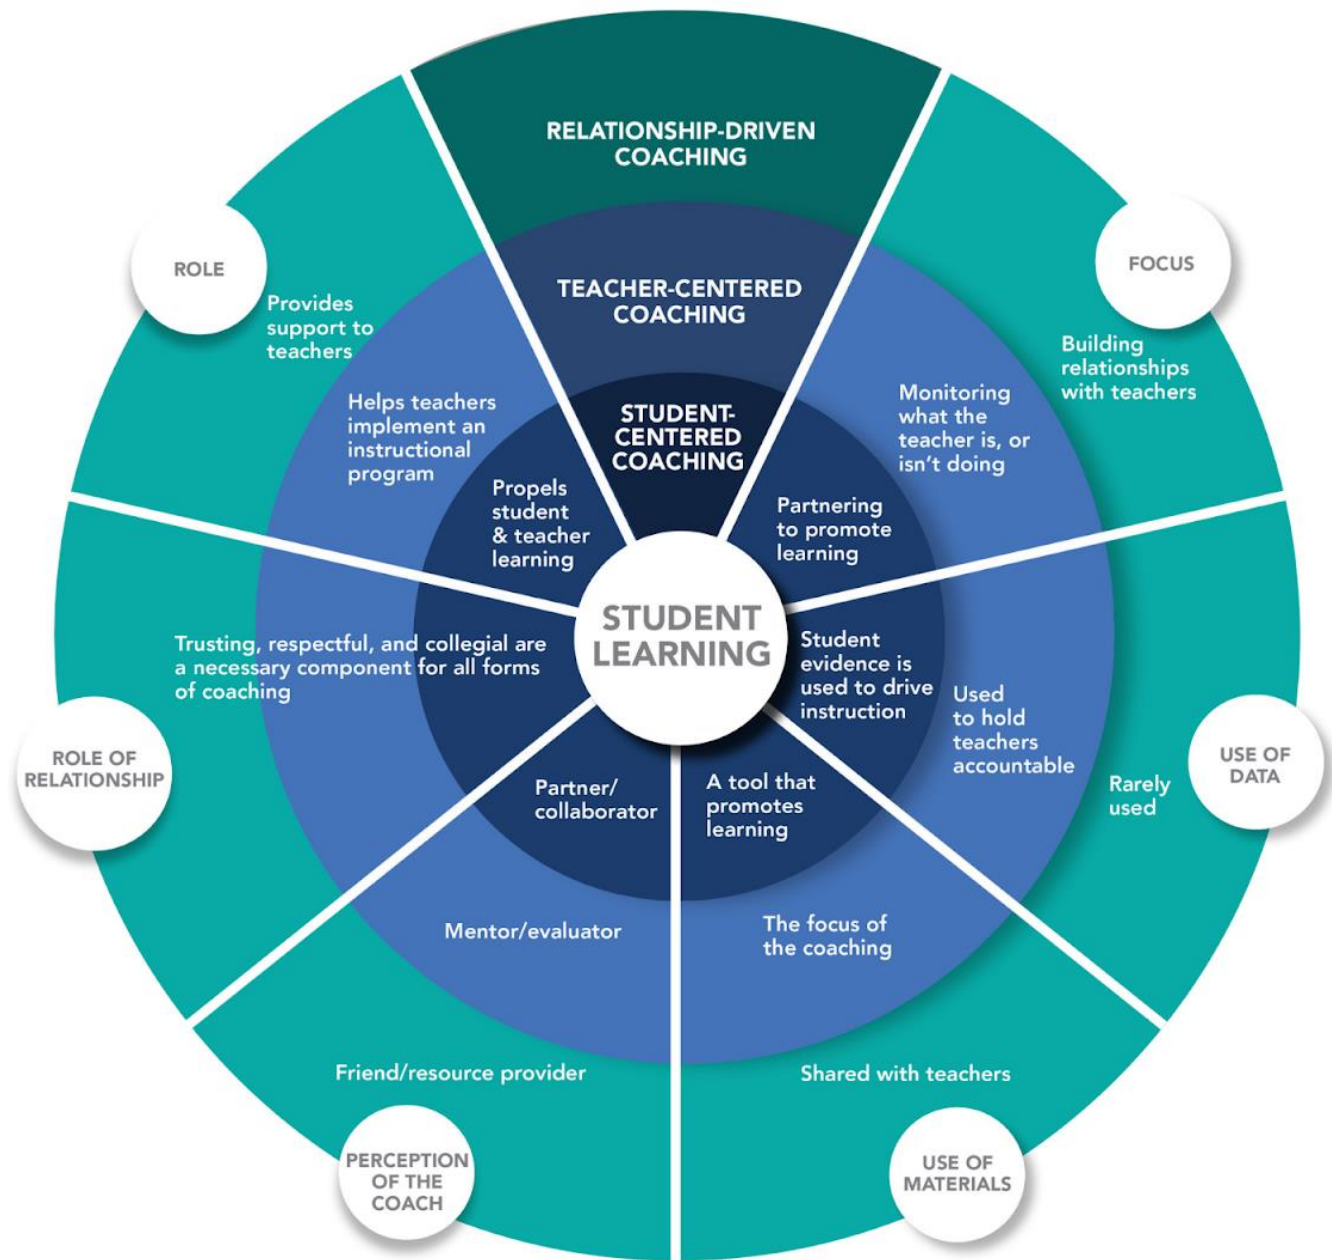 RELATIONSHIP-DRIVEN
COACHING
TEACHER-CENTERED
COACHING
STUDENT-
CENTERED
COACHING
STUDENT
LEARNING
FOCUS
Building
relationships
with teachers
Monitoring
what the
teacher is, or
isn't doing
Partnering
to promote
learning
USE OF
DATA
Rarely
used
Used
to hold
teachers
accountable
Student
evidence is
used to drive
instruction
USE OF
MATERIALS
Shared with teachers
The focus of
the coaching
A tool that
promotes
learning
PERCEPTION
OF THE
COACH
Friend/resource provider
Mentor/evaluator
Partner/
collaborator
ROLE OF
RELATIONSHIP
Trusting, respectful, and collegial are
a necessary component for all forms
of coaching
ROLE
Provides
support to
teachers
Helps teachers
implement an
instructional
program
Propels
student
& teacher
learning